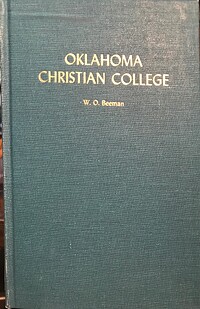 OKLAHOMA
CHRISTIAN COLLEGE
W. O. Beeman